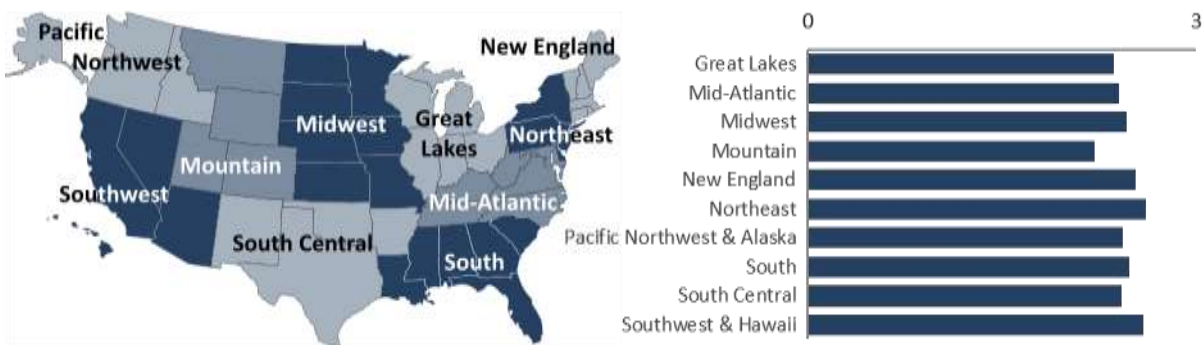 Pacific
Northwest
New England
Midwest
Great
Lakes
Northeast
Mountain
Southwest
Mid-Atlantic
South Central
South
0 3
Great Lakes
Mid-Atlantic
Midwest
Mountain
New England
Northeast
Pacific Northwest & Alaska
South
South Central
Southwest & Hawaii